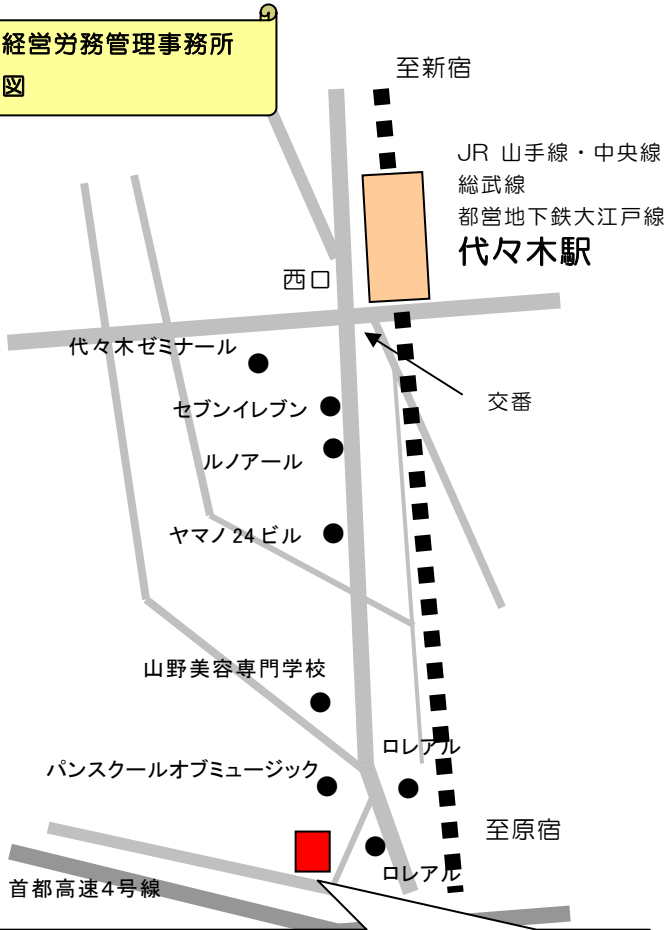 経営労務管理事務所
図
至新宿
JR 山手線・中央線
総武線
都営地下鉄大江戸線
代々木駅
西口
代々木ゼミナール
交番
セブンイレブン
ルノアール
ヤマノ24ビル
山野美容専門学校
ロレアル
パンスクールオブミュージック
至原宿
ロレアル
首都高速4号線